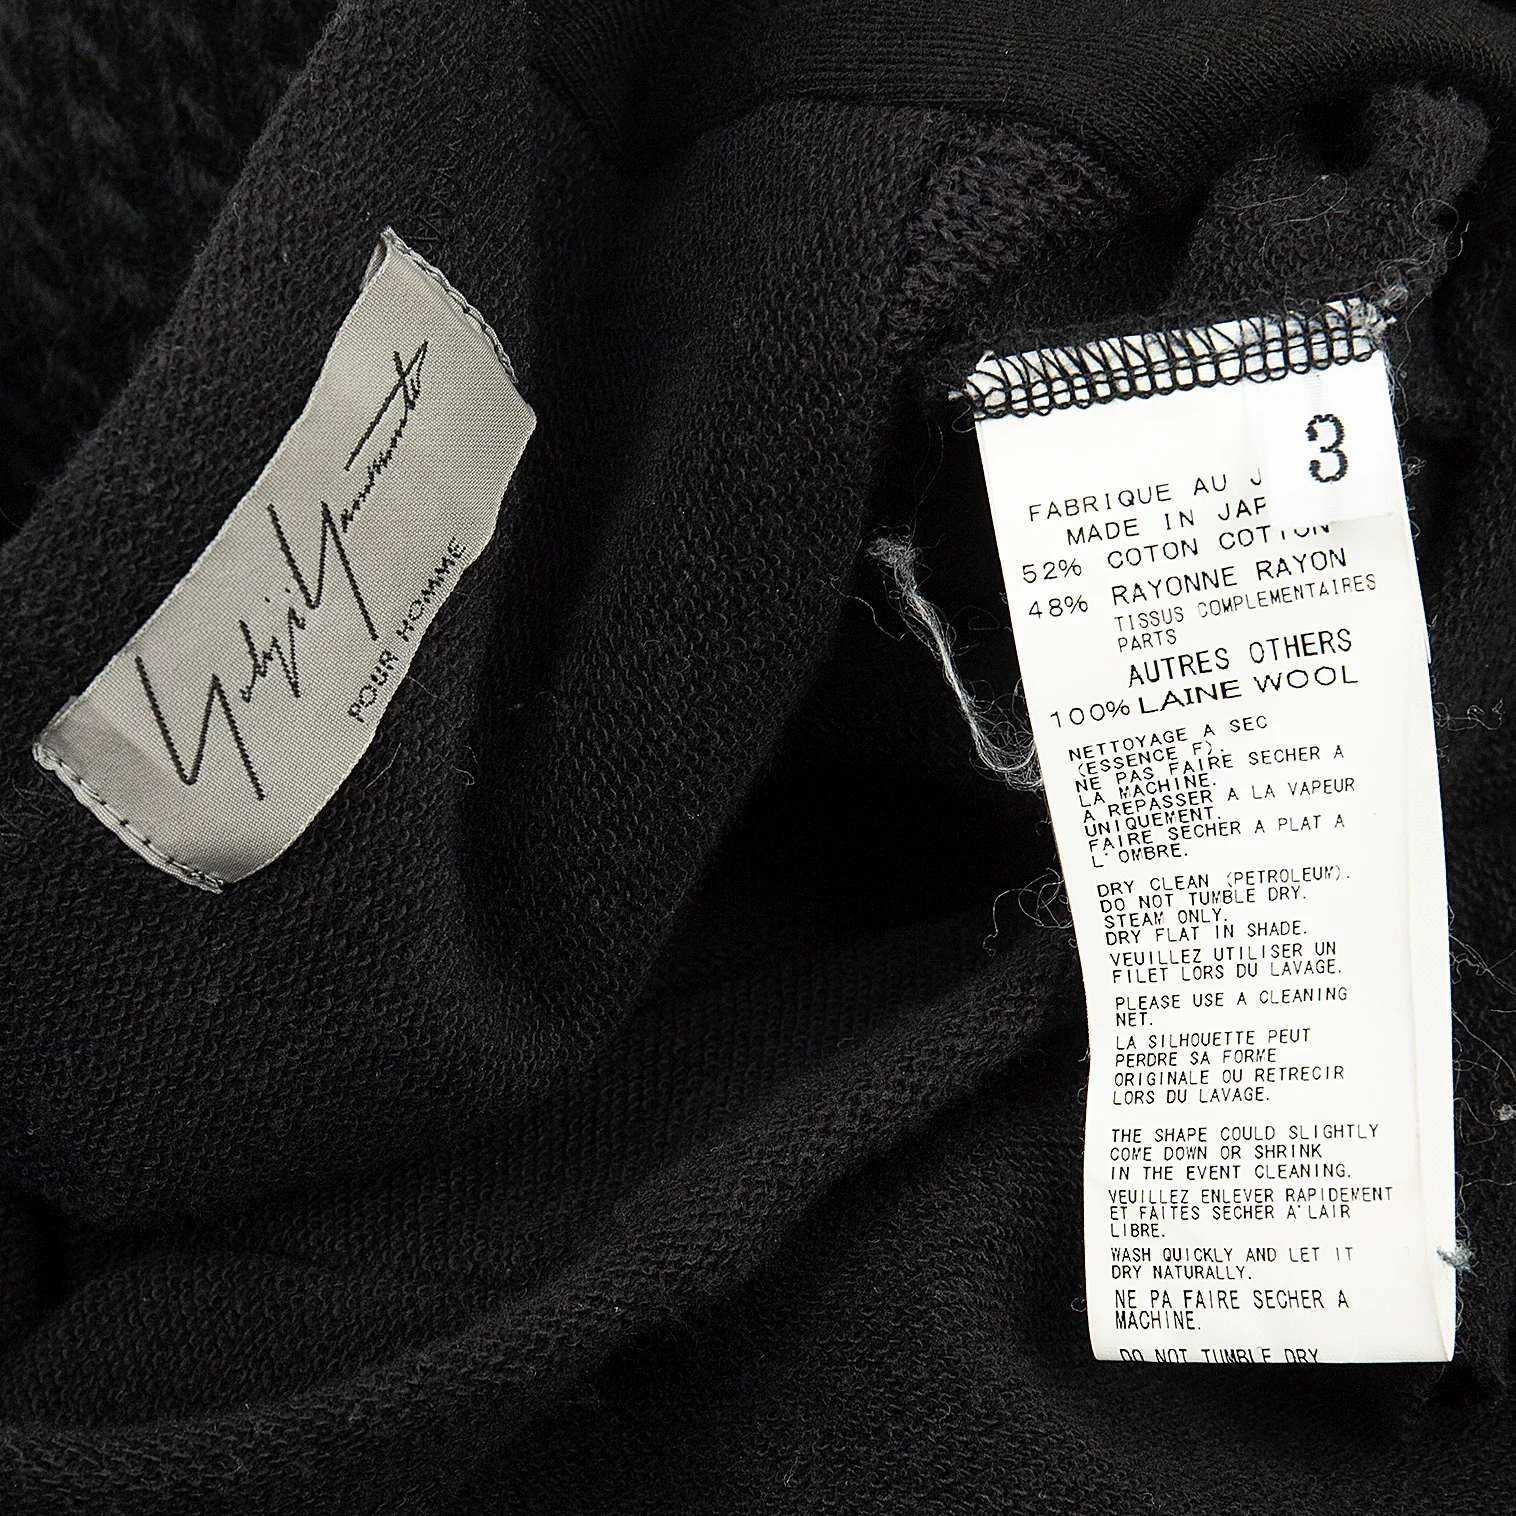 Yohji Yamamoto
POUR HOMME
3
FABRIQUE AU
MADE IN
52% COTON COTTON
48% RAYONNE RAYON
TISSUS COMPLEMENTAIRES
PARTS
AUTRES OTHERS
100% LAINE WOOL
NETTOYAGE A SEC
(ESSENCE F).
NE PAS FAIRE SECHER A
LA MACHINE.
A REPASSER A LA VAPEUR
UNIQUEMENT.
FAIRE SECHER A PLAT A
L'OMBRE.
DRY CLEAN (PETROLEUM).
DO NOT TUMBLE DRY.
STEAM ONLY.
DRY FLAT IN SHADE.
VEUILLEZ UTILISER UN
FILET LORS DU LAVAGE.
PLEASE USE A CLEANING
NET.
LA SILHOUETTE PEUT
PERDRE SA FORME
ORIGINALE OU RETRECIR
LORS DU LAVAGE.
THE SHAPE COULD SLIGHTLY
COME DOWN OR SHRINK
IN THE EVENT CLEANING.
VEUILLEZ ENLEVER RAPIDEMENT
ET FAITES SECHER A'LAIR
LIBRE.
WASH QUICKLY AND LET IT
DRY NATURALLY.
NE PA FAIRE SECHER A
MACHINE.
DO NOT TUMBLE DRY